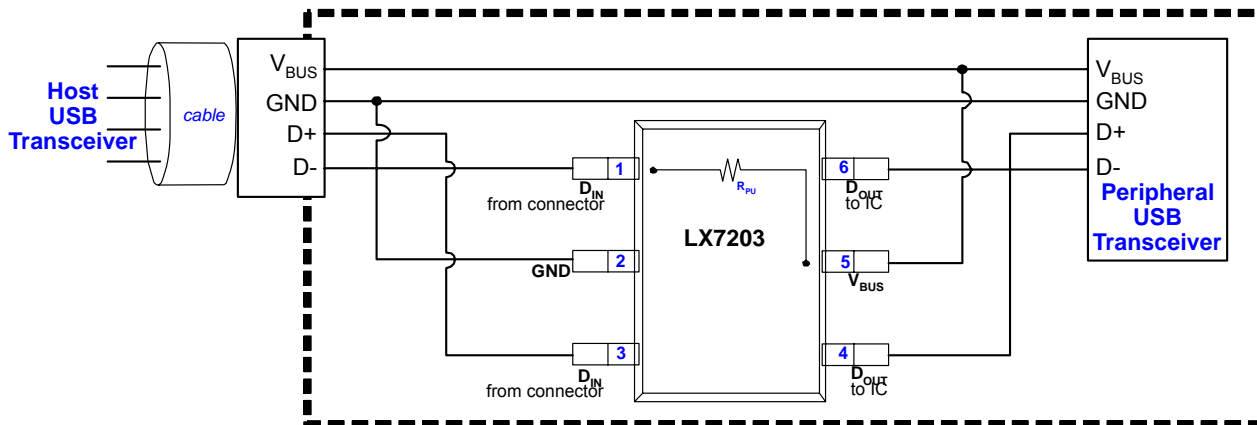 Host
USB
Transceiver
cable
VBUS
GND
D+
D-
1
DIN
from connector
2
GND
3
DIN
from connector
RPU
LX7203
6
DOUT
to IC
5
VBUS
4
DOUT
to IC
VBUS
GND
D+
D-
Peripheral
USB
Transceiver